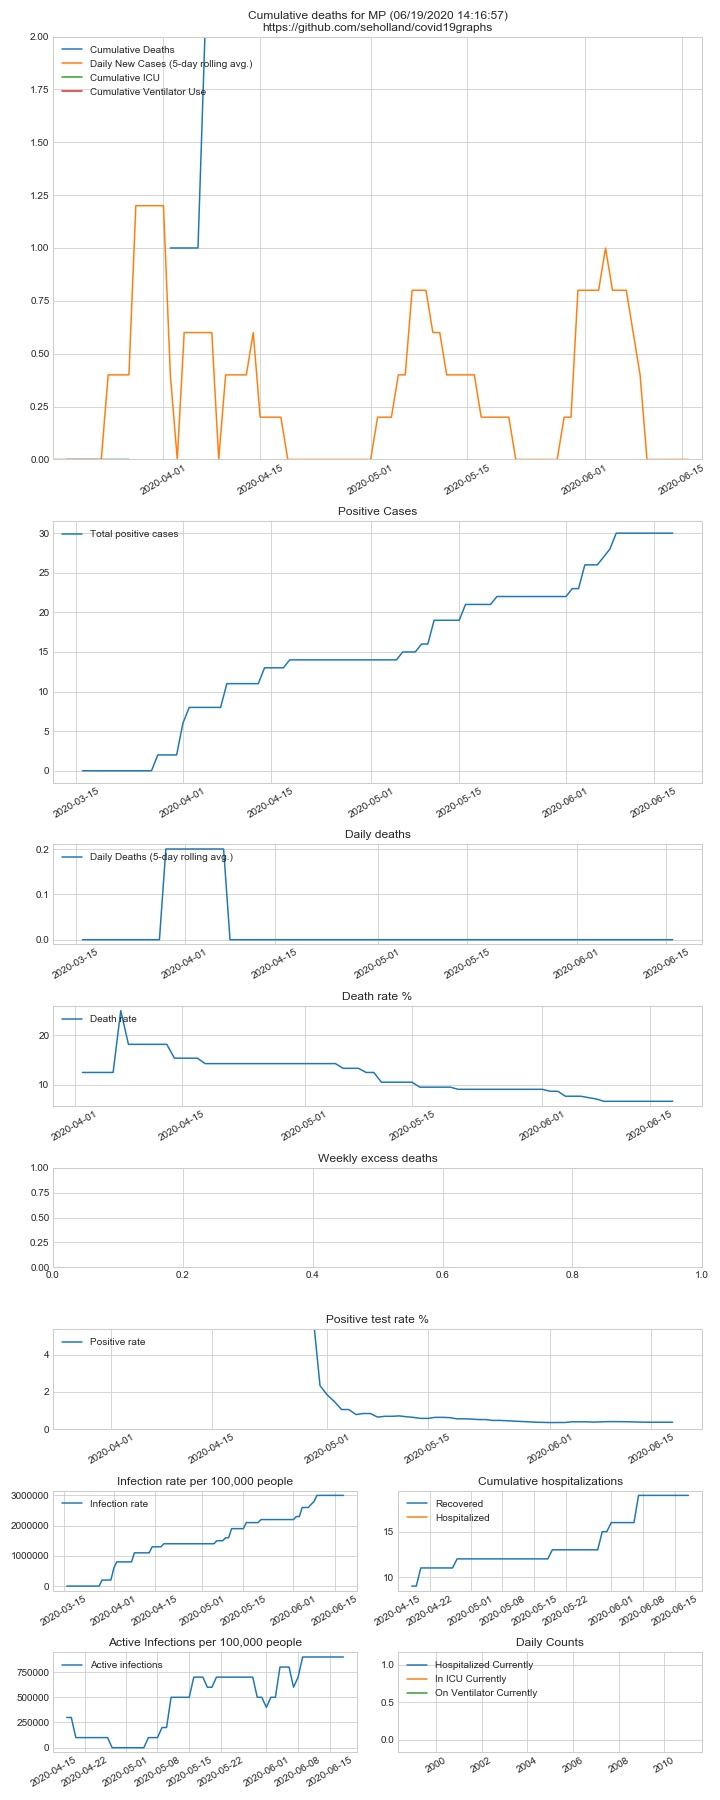 Cumulative deaths for MP (06/19/2020 14:16:57)
https://github.com/seholland/covid19graphs
2.00
1.75
1.50
1.25
1.00
0.75
0.50
0.25
0.00
Cumulative Deaths
Daily New Cases (5-day rolling avg.)
Cumulative ICU
Cumulative Ventilator Use
2020-04-01 2020-04-15 2020-05-01 2020-05-15 2020-06-01 2020-06-15
Positive Cases
30
25
20
15
10
5
0
Total positive cases
2020-03-15 2020-04-01 2020-04-15 2020-05-01 2020-05-15 2020-06-01 2020-06-15
Daily deaths
0.2
0.1
0.0
Daily Deaths (5-day rolling avg.)
2020-03-15 2020-04-01 2020-04-15 2020-05-01 2020-05-15 2020-06-01 2020-06-15
Death rate %
20
10
Death rate
2020-04-01 2020-04-15 2020-05-01 2020-05-15 2020-06-01 2020-06-15
Weekly excess deaths
1.00
0.75
0.50
0.25
0.00
0.0 0.2 0.4 0.6 0.8 1.0
Positive test rate %
4
2
0
Positive rate
2020-04-01 2020-04-15 2020-05-01 2020-05-15 2020-06-01 2020-06-15
Infection rate per 100,000 people
3000000
2000000
1000000
0
Infection rate
2020-03-15 2020-04-01 2020-04-15 2020-05-01 2020-05-15 2020-06-01 2020-06-15
Cumulative hospitalizations
15
10
Recovered
Hospitalized
2020-04-15 2020-04-22 2020-05-01 2020-05-08 2020-05-15 2020-05-22 2020-06-01 2020-06-08 2020-06-15
Active Infections per 100,000 people
750000
500000
250000
0
Active infections
2020-04-15 2020-04-22 2020-05-01 2020-05-08 2020-05-15 2020-05-22 2020-06-01 2020-06-08 2020-06-15
Daily Counts
1.0
0.5
0.0
Hospitalized Currently
In ICU Currently
On Ventilator Currently
2000 2002 2004 2006 2008 2010